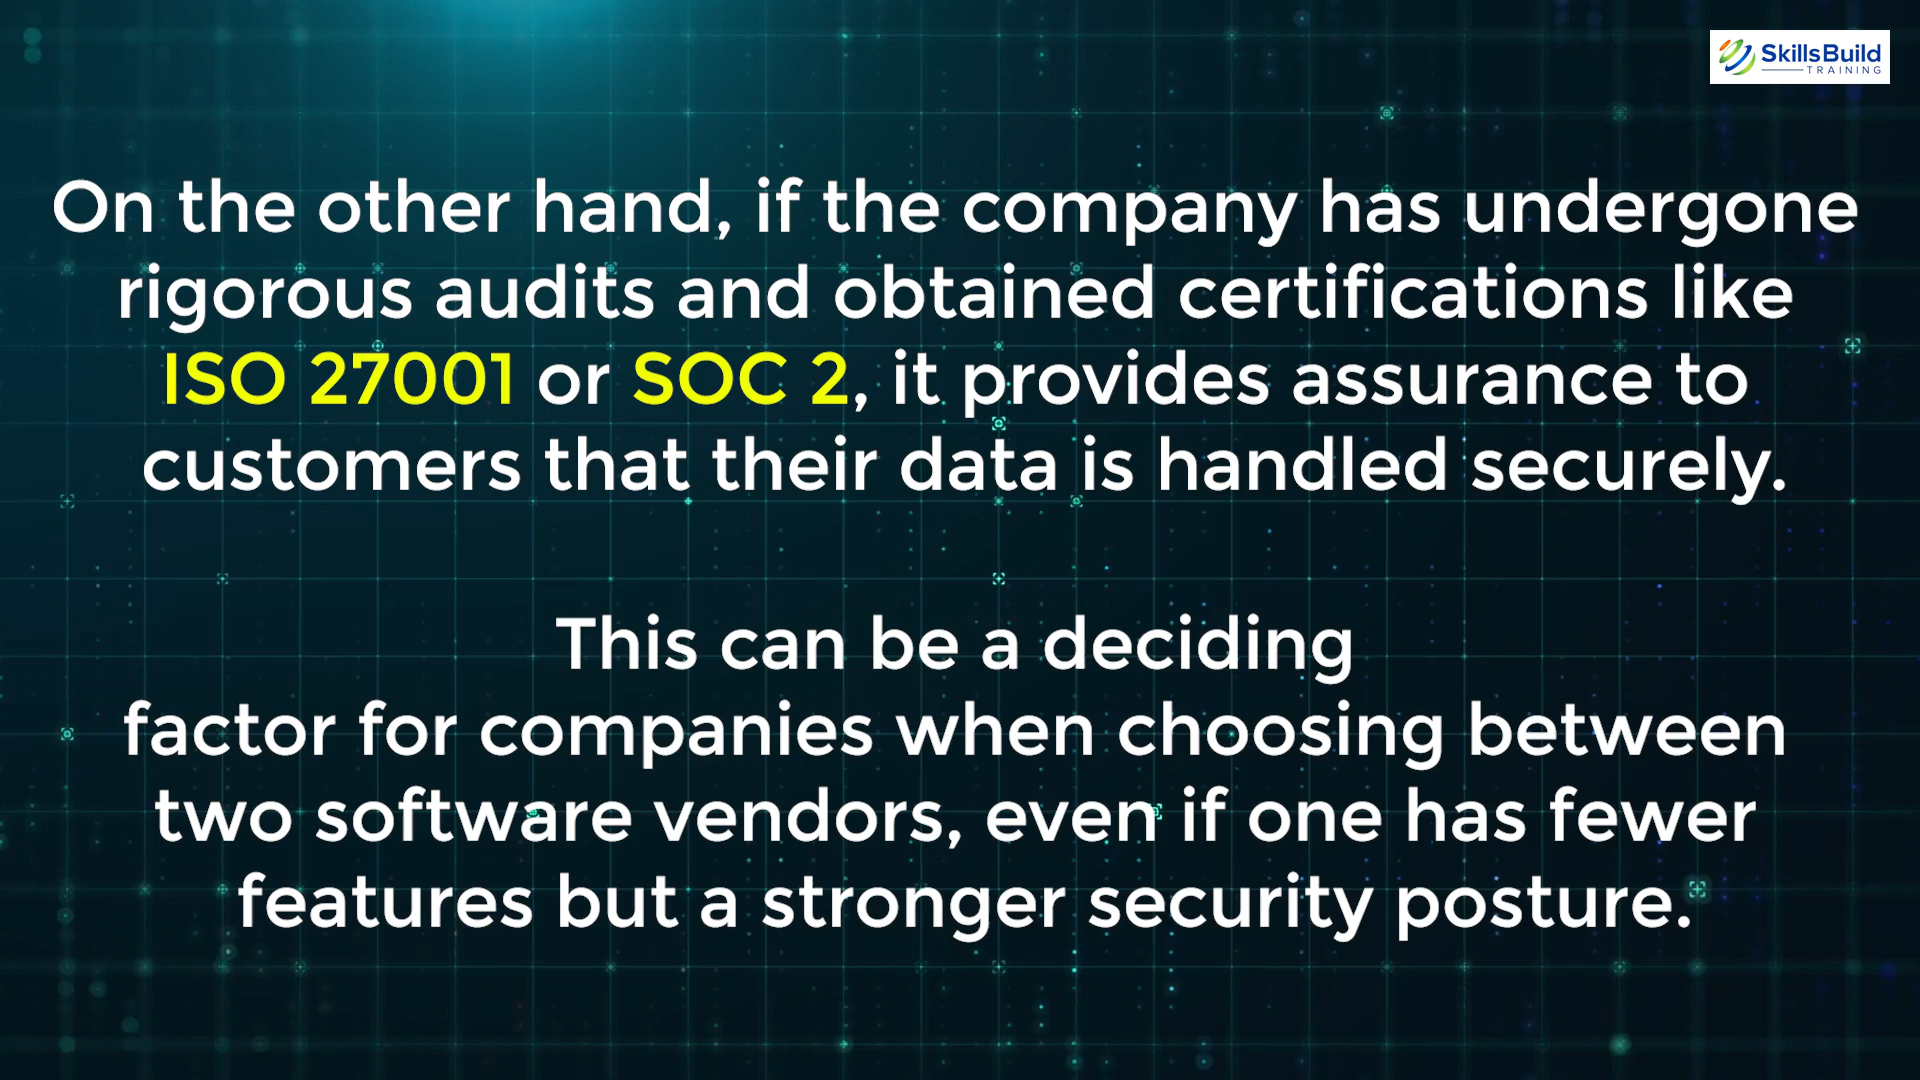 SkillsBuild
TRAINING
On the other hand, if the company has undergone
rigorous audits and obtained certifications like
ISO 27001 or SOC 2, it provides assurance to
customers that their data is handled securely.
This can be a deciding
factor for companies when choosing between
two software vendors, even if one has fewer
features but a stronger security posture.